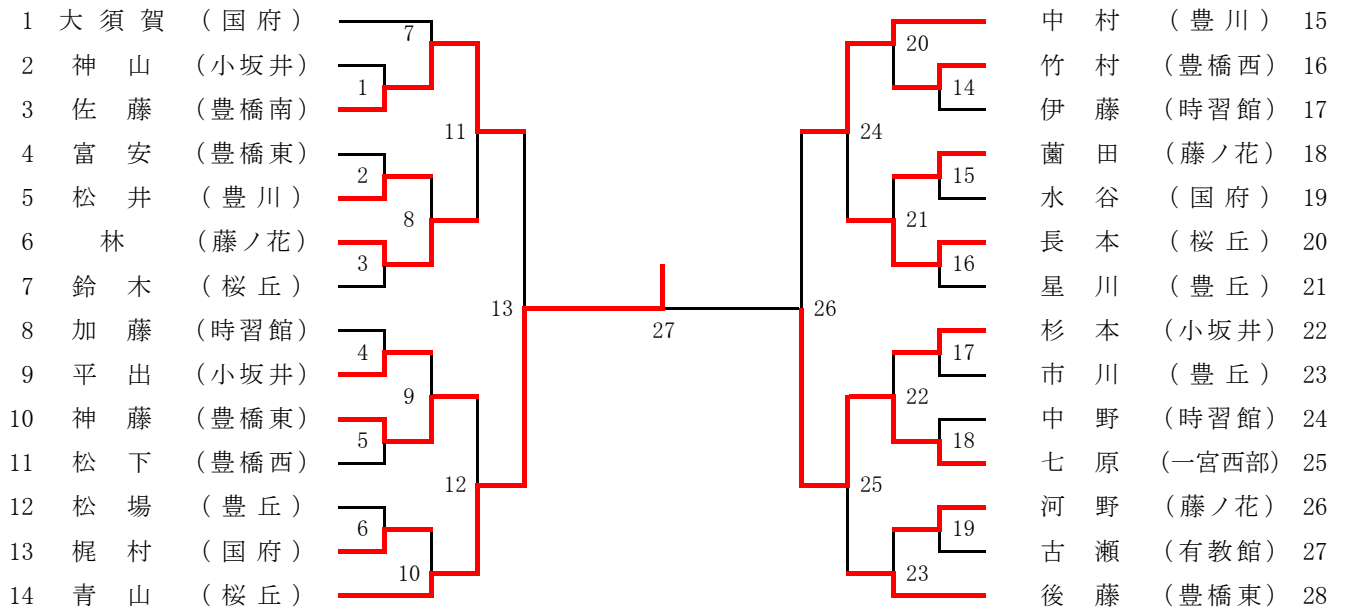 1 大須賀 (国府) 7 20 中村 (豊川) 15
2 神山 (小坂井) 竹村 (豊橋西) 16
1 14
3 佐藤 (豊橋南) 伊藤 (時習館) 17
11 24
4 富安 (豊橋東) 薗田 (藤ノ花) 18
2 15
5 松井 (豊川) 水谷 (国府) 19
8 21
6 林 (藤ノ花) 長本 (桜丘) 20
3 16
7 鈴木 (桜丘) 星川 (豊丘) 21
13 26
8 加藤 (時習館) 27 杉本 (小坂井) 22
4 17
9 平出 (小坂井) 市川 (豊丘) 23
9 22
10 神藤 (豊橋東) 中野 (時習館) 24
5 18
11 松下 (豊橋西) 七原 (一宮西部) 25
12 25
12 松場 (豊丘) 河野 (藤ノ花) 26
6 19
13 梶村 (国府) 古瀬 (有教館) 27
10 23
14 青山 (桜丘) 後藤 (豊橋東) 28